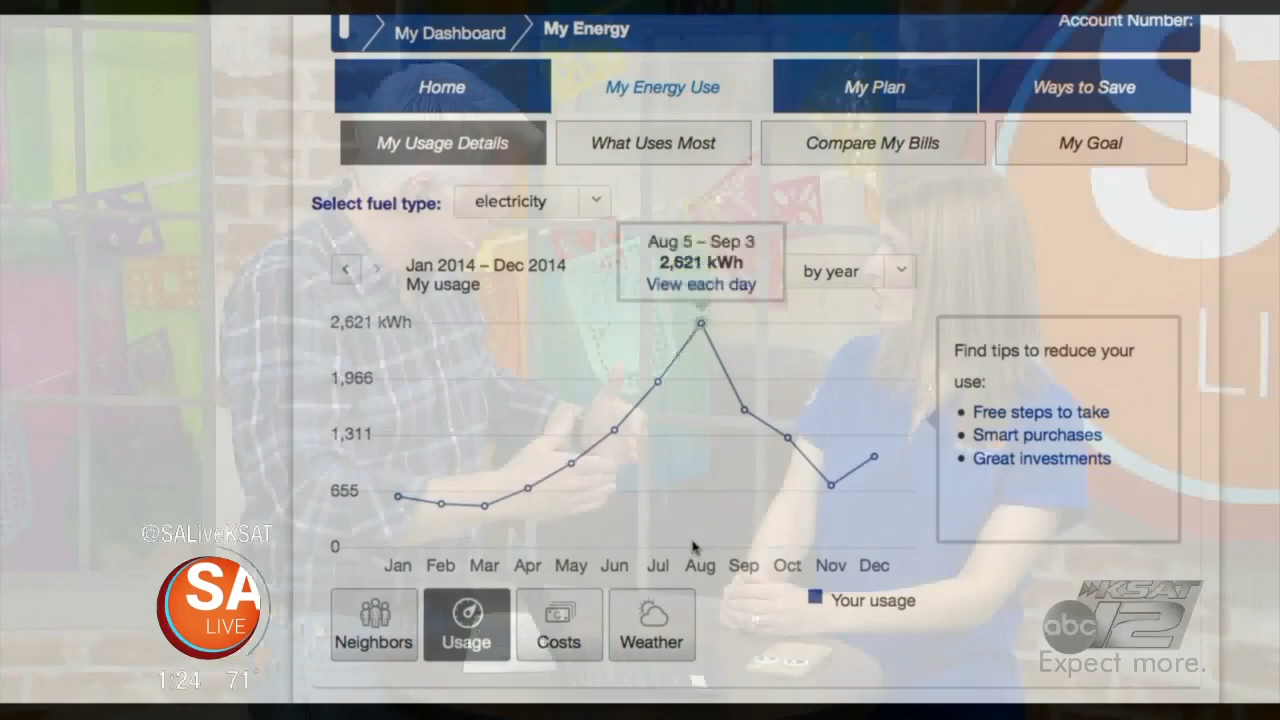 My Dashboard
My Energy
Account Number:
Home
My Energy Use
My Plan
Ways to Save
My Usage Details
What Uses Most
Compare My Bills
My Goal
Select fuel type:
electricity
Jan 2014 – Dec 2014
My usage
Aug 5 – Sep 3
2,621 kWh
View each day
by year
2,621 kWh
1,966
1,311
655
0
Jan Feb Mar Apr May Jun Jul Aug Sep Oct Nov Dec
Your usage
Find tips to reduce your
use:
• Free steps to take
• Smart purchases
• Great investments
Neighbors
Usage
Costs
Weather
@SALiveKSAT
SA
LIVE
1:24 71°
S
LI
KSAT
abc 12
Expect more.